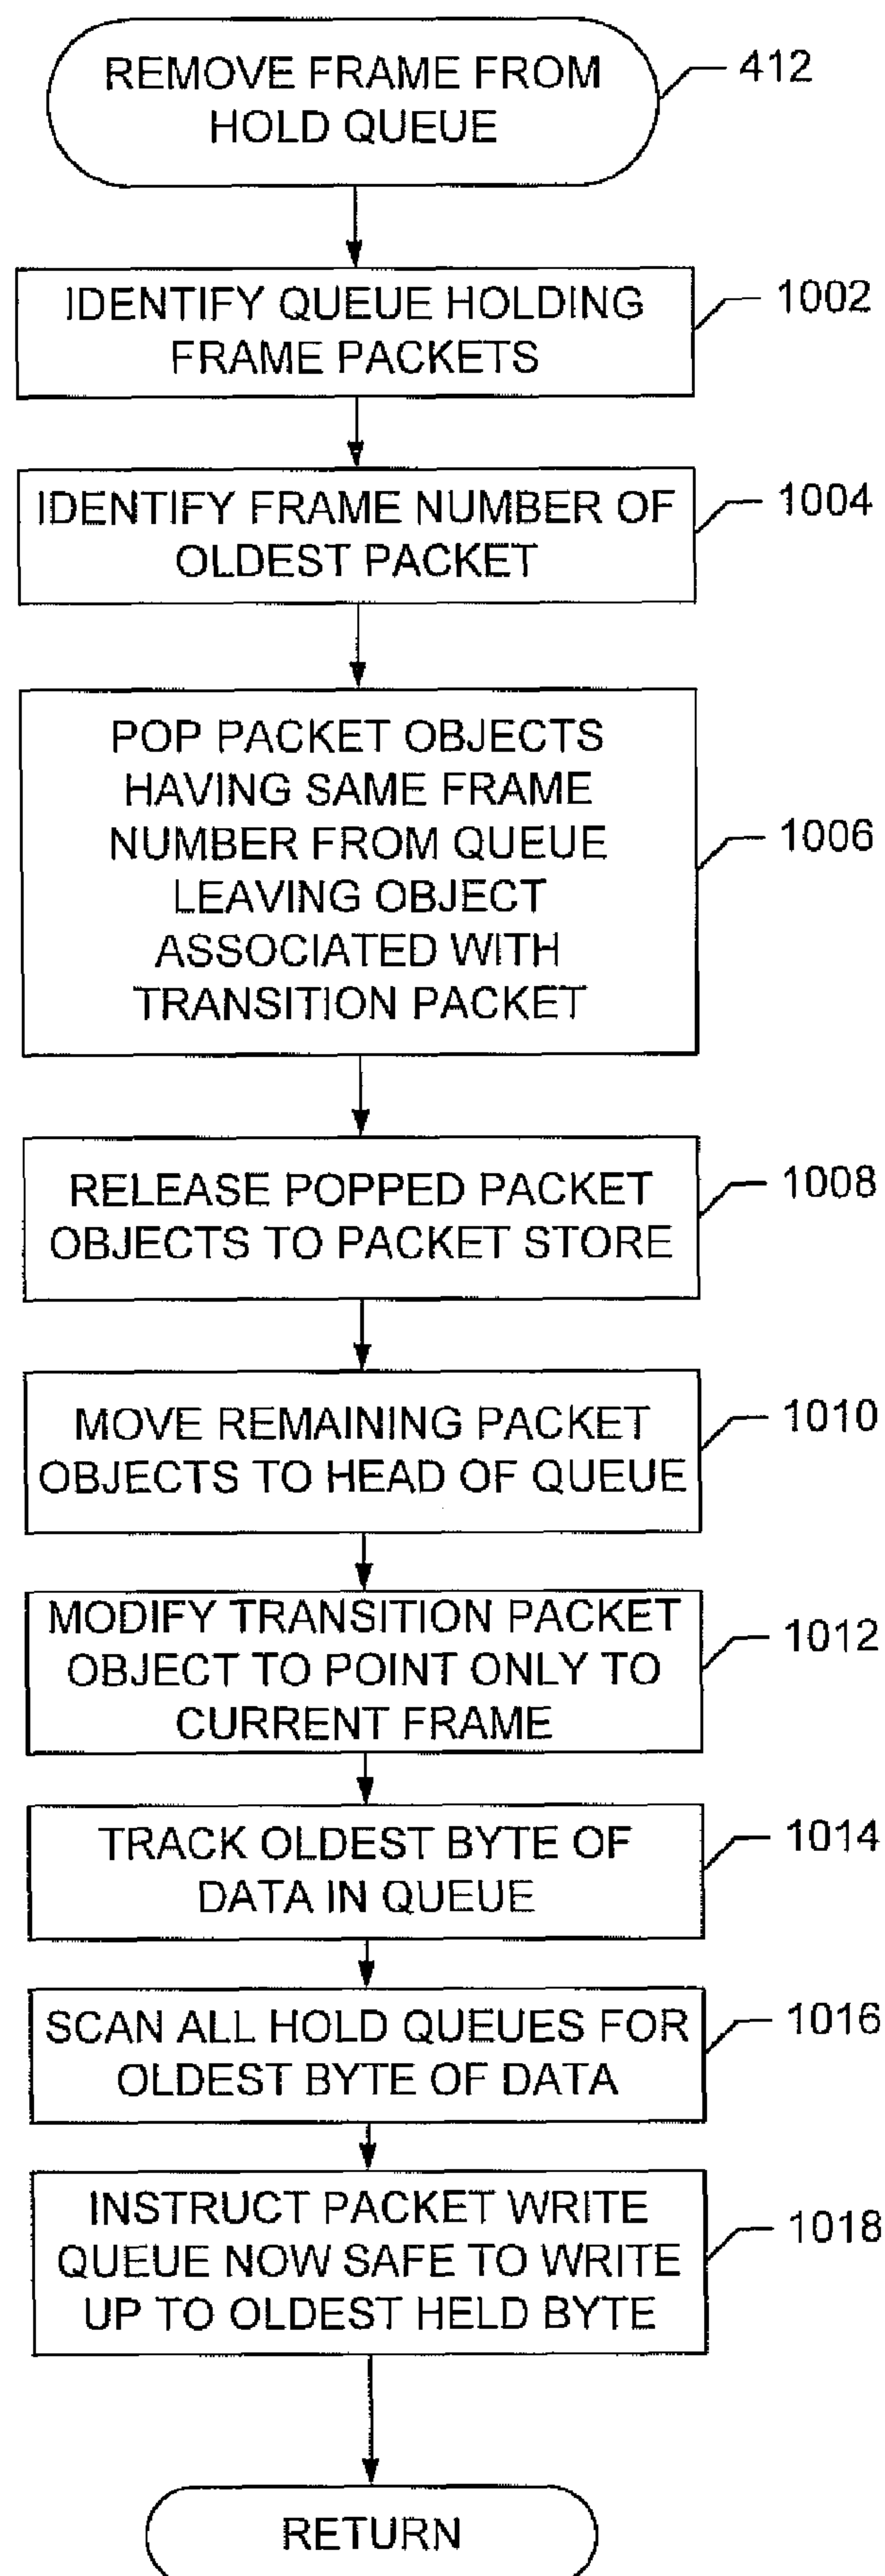 REMOVE FRAME FROM
HOLD QUEUE
412
IDENTIFY QUEUE HOLDING
FRAME PACKETS
1002
IDENTIFY FRAME NUMBER OF
OLDEST PACKET
1004
POP PACKET OBJECTS
HAVING SAME FRAME
NUMBER FROM QUEUE
LEAVING OBJECT
ASSOCIATED WITH
TRANSITION PACKET
1006
RELEASE POPPED PACKET
OBJECTS TO PACKET STORE
1008
MOVE REMAINING PACKET
OBJECTS TO HEAD OF QUEUE
1010
MODIFY TRANSITION PACKET
OBJECT TO POINT ONLY TO
CURRENT FRAME
1012
TRACK OLDEST BYTE OF
DATA IN QUEUE
1014
SCAN ALL HOLD QUEUES FOR
OLDEST BYTE OF DATA
1016
INSTRUCT PACKET WRITE
QUEUE NOW SAFE TO WRITE
UP TO OLDEST HELD BYTE
1018
RETURN